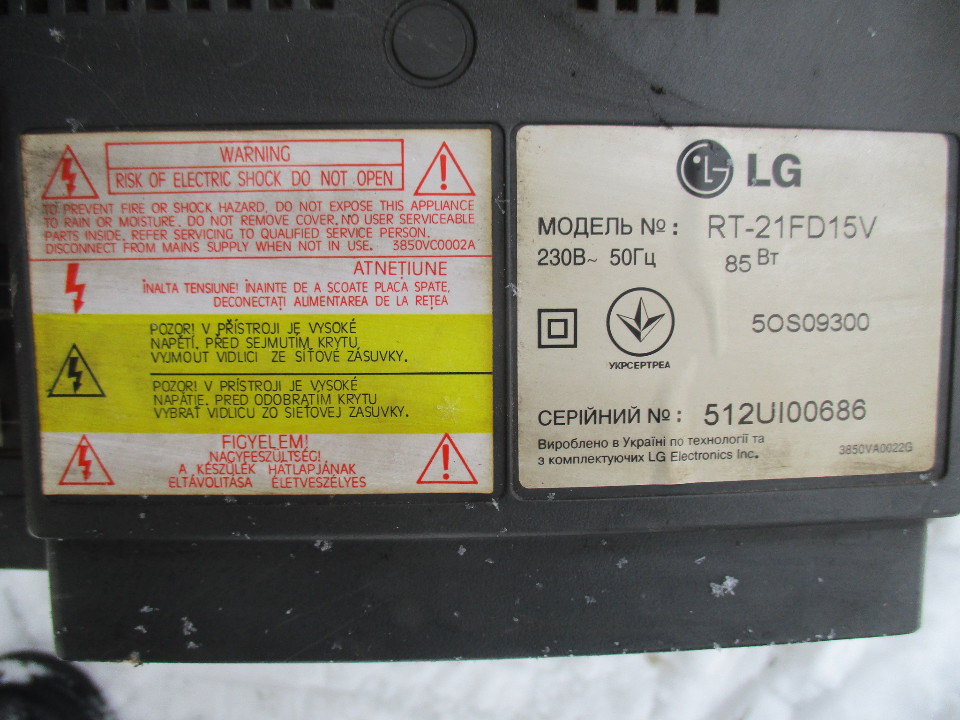 WARNING
RISK OF ELECTRIC SHOCK DO NOT OPEN
TO PREVENT FIRE OR SHOCK HAZARD, DO NOT EXPOSE THIS APPLIANCE
TO RAIN OR MOISTURE. DO NOT REMOVE COVER, NO USER SERVICEABLE
PARTS INSIDE, REFER SERVICING TO QUALIFIED SERVICE PERSON.
DISCONNECT FROM MAINS SUPPLY WHEN NOT IN USE. 3850VC0002A
ATNEȚIUNE
ÎNALTA TENSIUNE! ÎNAINTE DE A SCOATE PLACA SPATE,
DECONECTAȚI ALIMENTAREA DE LA REȚEA
POZOR! V PŘÍSTROJI JE VYSOKÉ
NAPĚTÍ. PŘED SEJMUTÍM KRYTU
VYJMOUT VIDLICI ZE SÍŤOVÉ ZÁSUVKY.
POZOR! V PRÍSTROJI JE VYSOKÉ
NAPÄTIE. PRED ODOBRATÍM KRYTU
VYBRAŤ VIDLICU ZO SIEŤOVEJ ZÁSUVKY.
FIGYELEM!
NAGYFESZÜLTSÉG!
A KÉSZÜLÉK HÁTLAPJÁNAK
ELTÁVOLÍTÁSA ÉLETVESZÉLYES
LG
МОДЕЛЬ №: RT-21FD15V
230В~ 50Гц 85 Вт
УКРСЕРТРЕА
5OS09300
СЕРІЙНИЙ №: 512UI00686
Вироблено в Україні по технології та
з комплектуючих LG Electronics Inc.
3850VA0022G